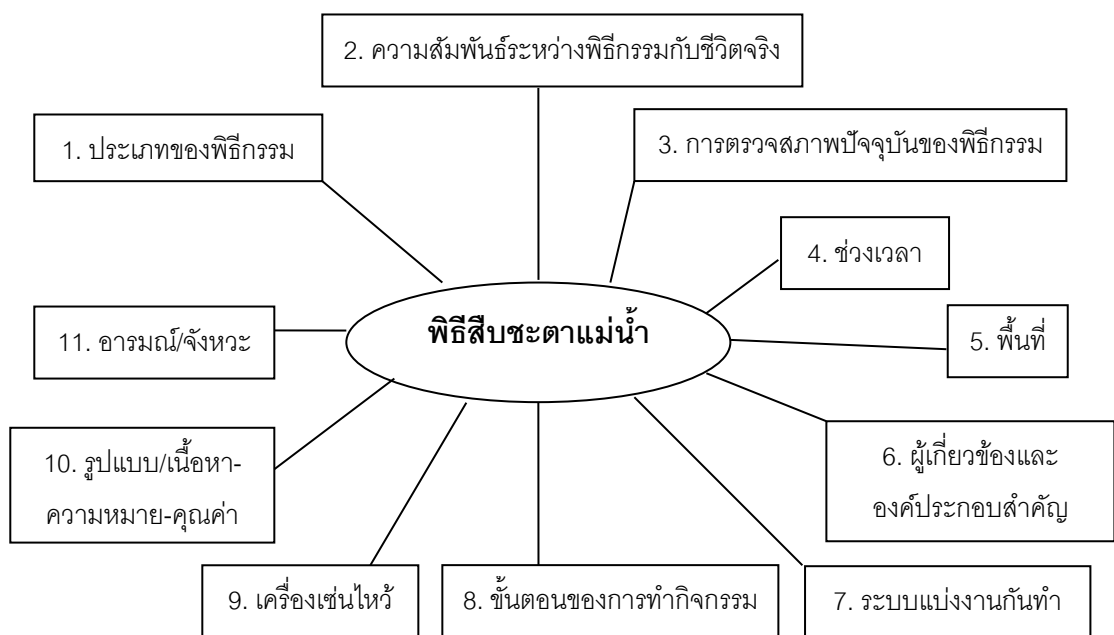 2. ความสัมพันธ์ระหว่างพิธีกรรมกับชีวิตจริง
1. ประเภทของพิธีกรรม
3. การตรวจสภาพปัจจุบันของพิธีกรรม
4. ช่วงเวลา
พิธีสืบชะตาแม่น้ำ
11. อารมณ์/จังหวะ
5. พื้นที่
10. รูปแบบ/เนื้อหา-
ความหมาย-คุณค่า
6. ผู้เกี่ยวข้องและ
องค์ประกอบสำคัญ
9. เครื่องเซ่นไหว้
8. ขั้นตอนของการทำกิจกรรม
7. ระบบแบ่งงานกันทำ